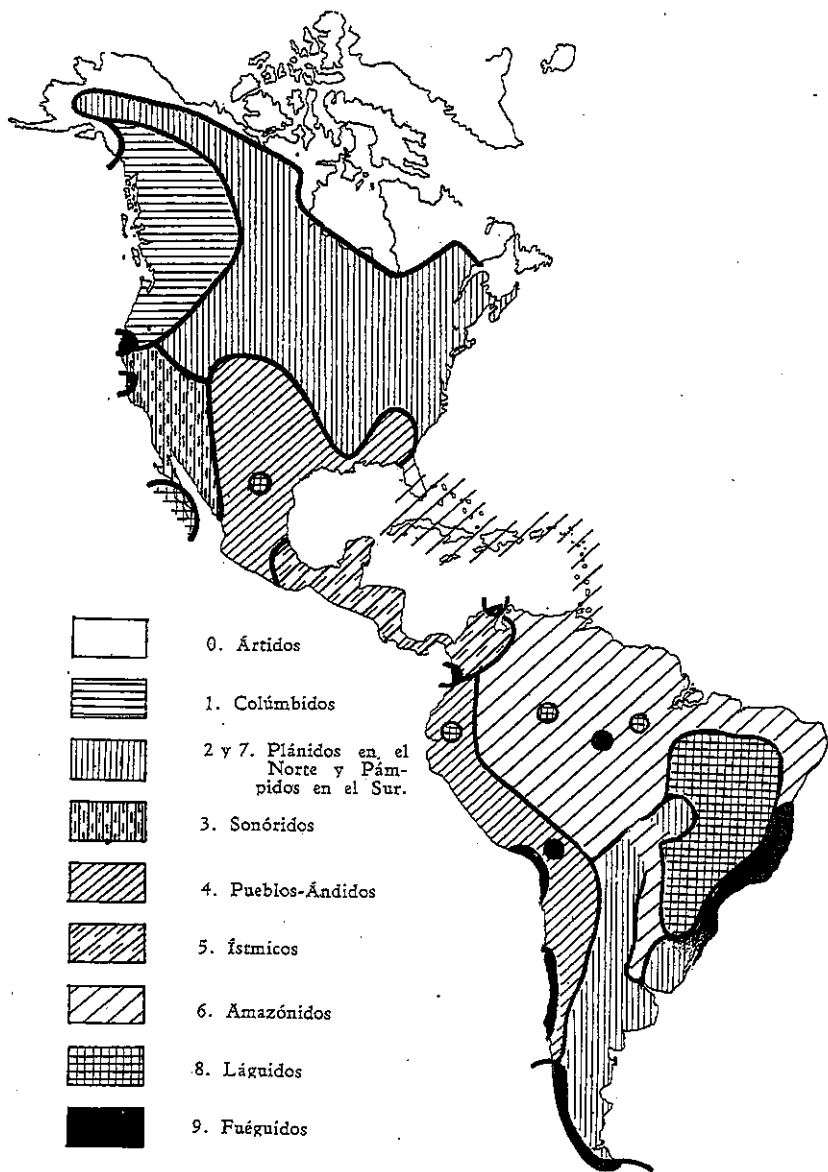 0. Ártidos
1. Colúmbidos
2 y 7. Plánidos en el
Norte y Pám-
pidos en el Sur.
3. Sonóridos
4. Pueblos-Ándidos
5. Ístmicos
6. Amazónidos
8. Láguidos
9. Fuéguidos